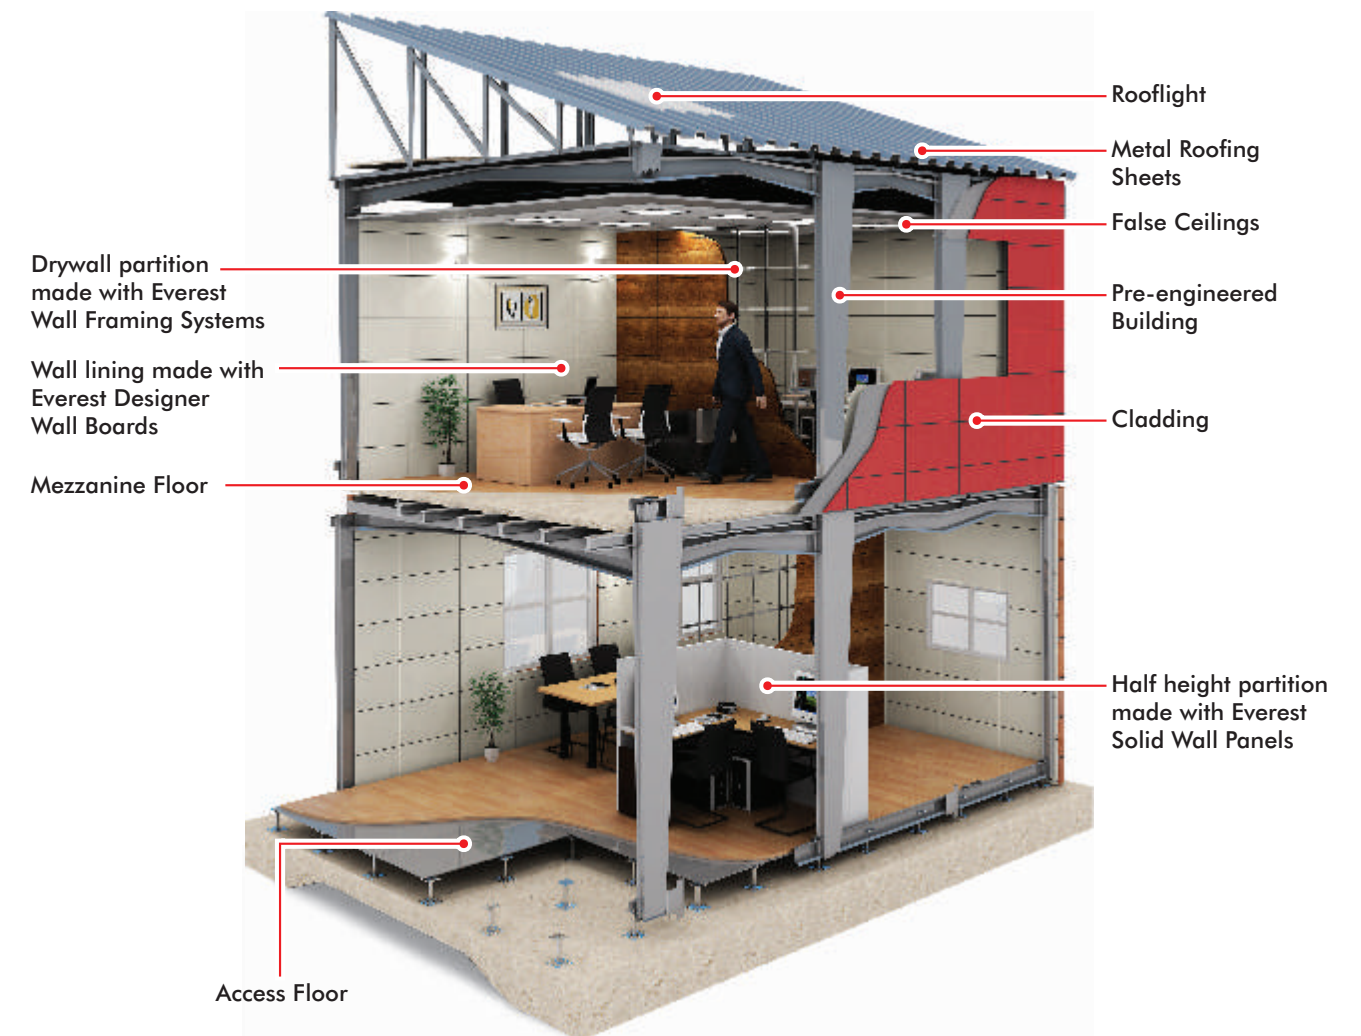 Rooflight
Metal Roofing
Sheets
False Ceilings
Drywall partition
made with Everest
Wall Framing Systems
Pre-engineered
Building
Wall lining made with
Everest Designer
Wall Boards
Cladding
Mezzanine Floor
Half height partition
made with Everest
Solid Wall Panels
Access Floor